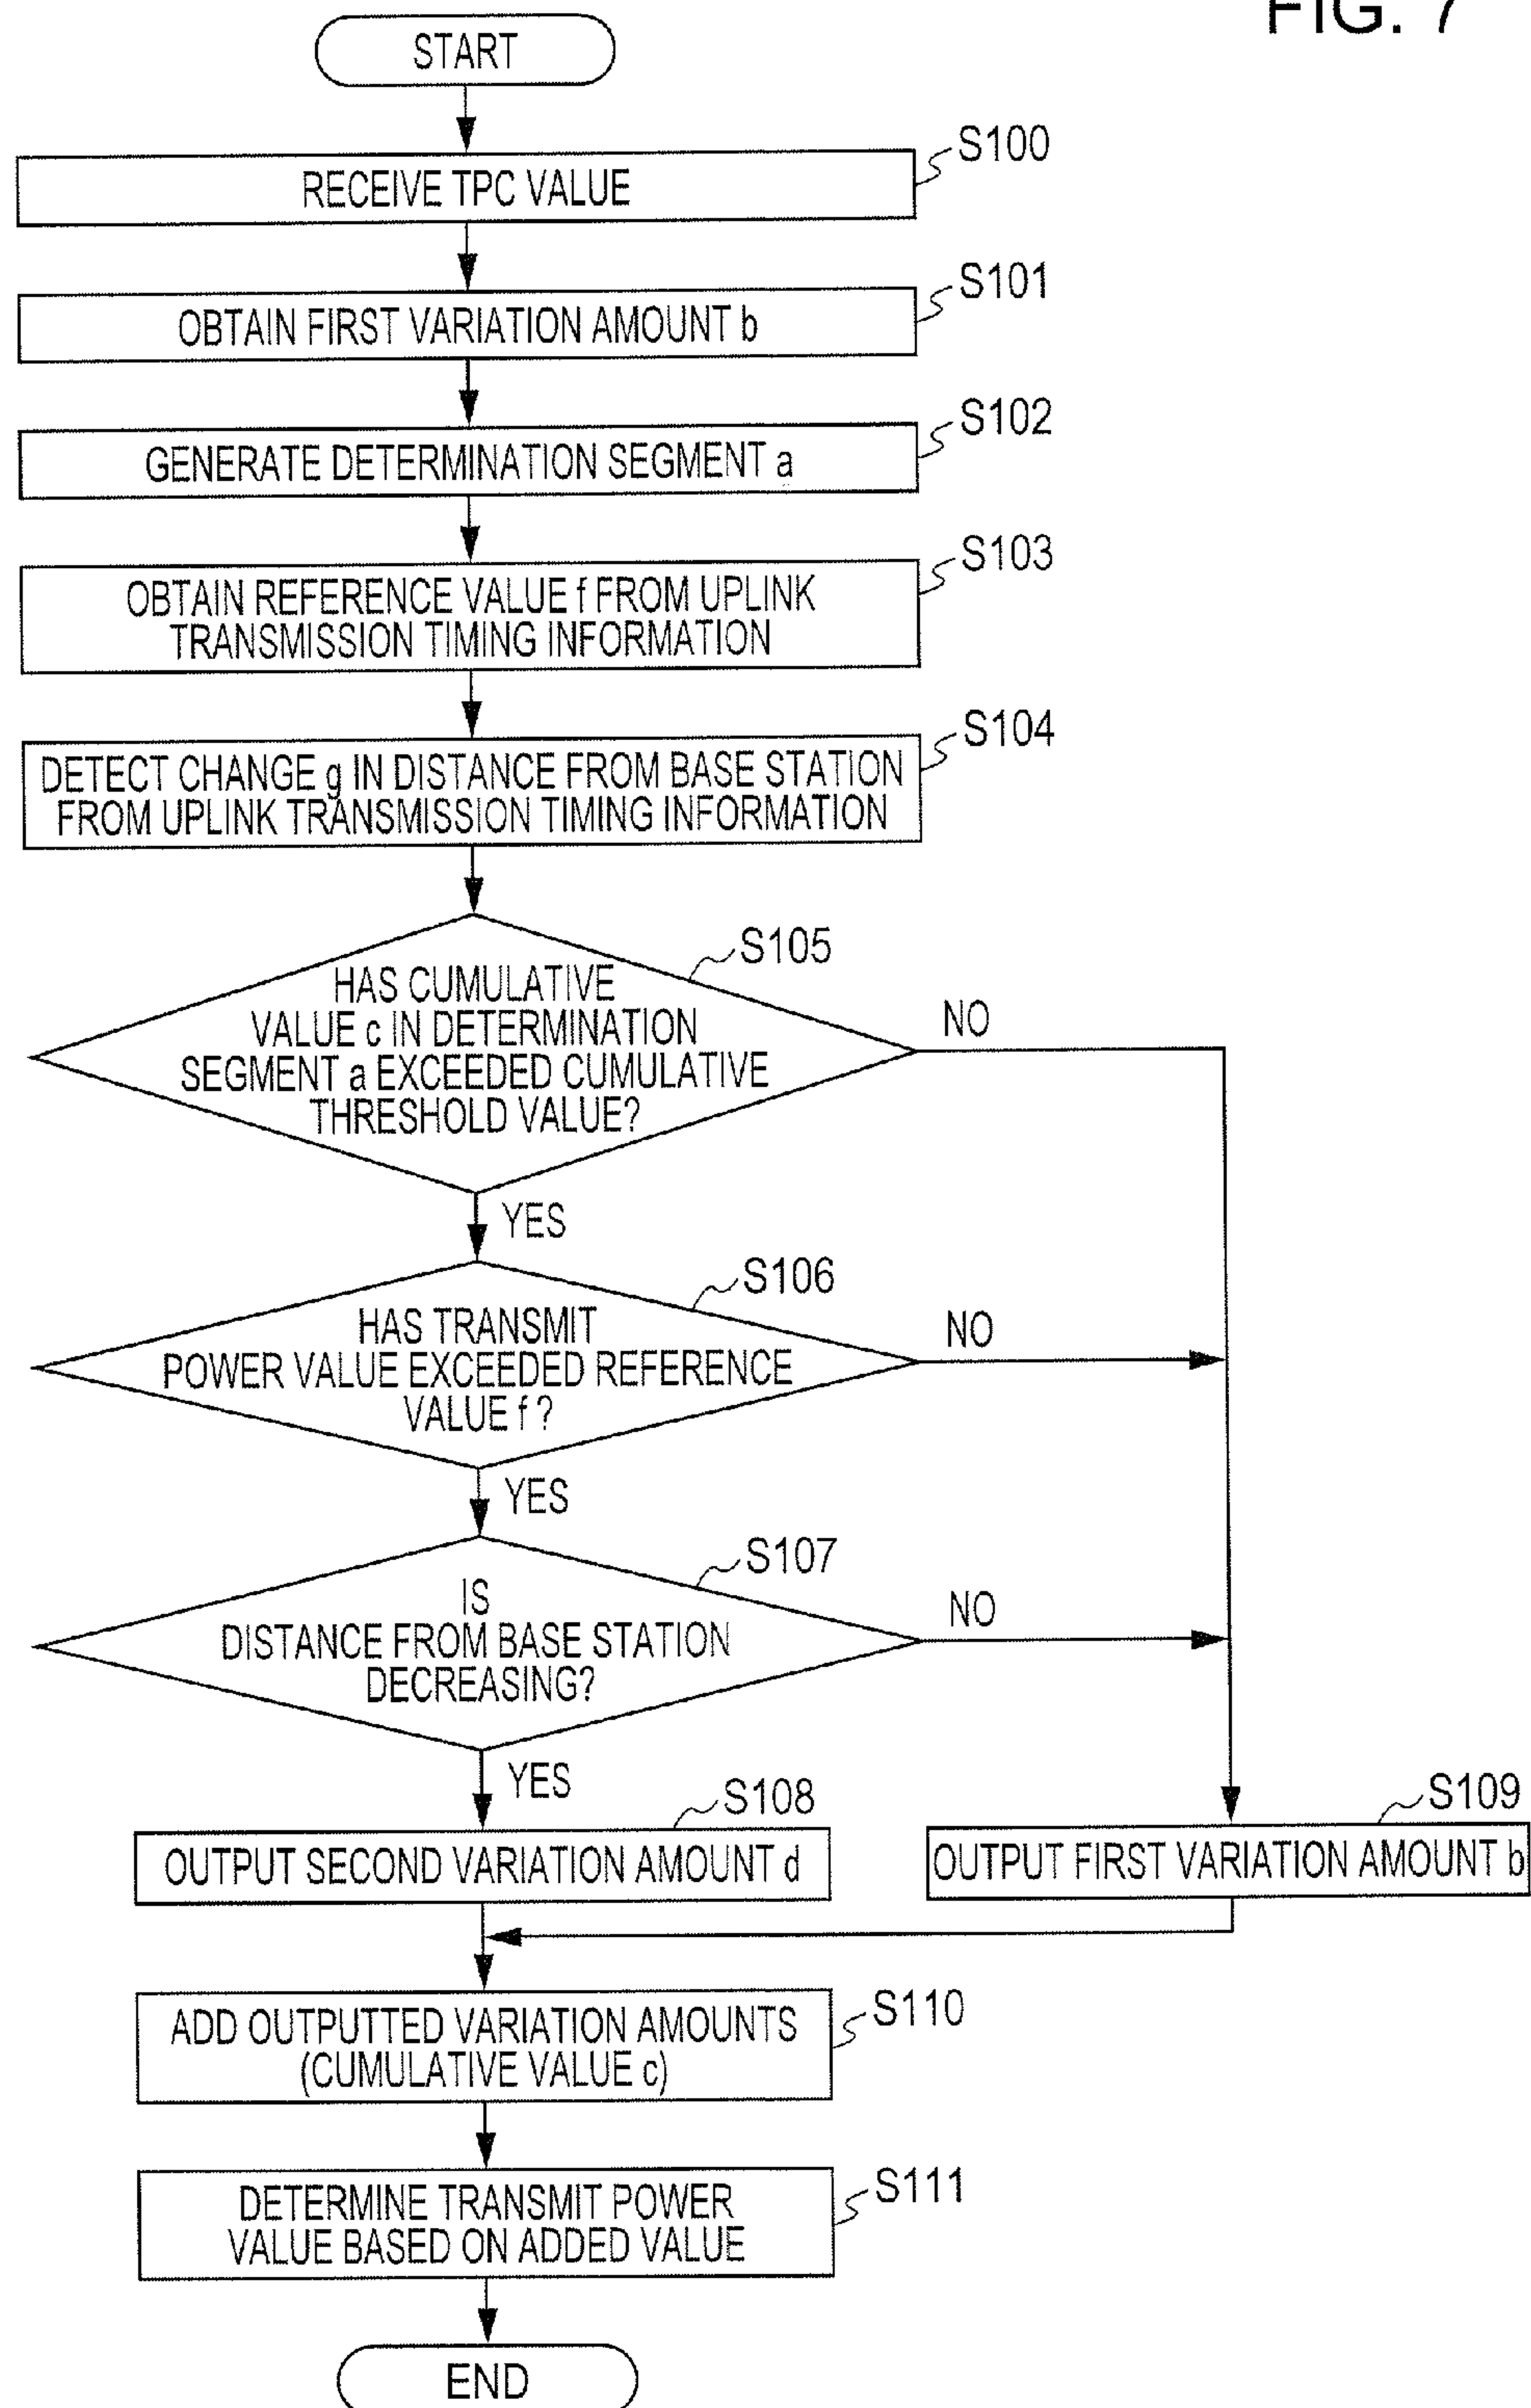 FIG. 7
START
S100
RECEIVE TPC VALUE
S101
OBTAIN FIRST VARIATION AMOUNT b
S102
GENERATE DETERMINATION SEGMENT a
S103
OBTAIN REFERENCE VALUE f FROM UPLINK
TRANSMISSION TIMING INFORMATION
S104
DETECT CHANGE g IN DISTANCE FROM BASE STATION
FROM UPLINK TRANSMISSION TIMING INFORMATION
S105
HAS CUMULATIVE
VALUE c IN DETERMINATION
SEGMENT a EXCEEDED CUMULATIVE
THRESHOLD VALUE?
NO
YES
S106
HAS TRANSMIT
POWER VALUE EXCEEDED REFERENCE
VALUE f ?
NO
YES
S107
IS
DISTANCE FROM BASE STATION
DECREASING?
NO
YES
S108
OUTPUT SECOND VARIATION AMOUNT d
S109
OUTPUT FIRST VARIATION AMOUNT b
S110
ADD OUTPUTTED VARIATION AMOUNTS
(CUMULATIVE VALUE c)
S111
DETERMINE TRANSMIT POWER
VALUE BASED ON ADDED VALUE
END